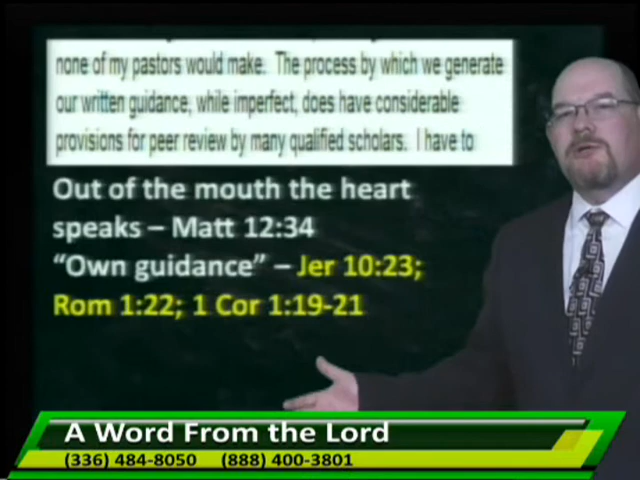 none of my pastors would make. The process by which we generate
our written guidance, while imperfect, does have considerable
provisions for peer review by many qualified scholars. I have to
Out of the mouth the heart
speaks – Matt 12:34
“Own guidance” – Jer 10:23;
Rom 1:22; 1 Cor 1:19-21
A Word From the Lord
(336) 484-8050 (888) 400-3801